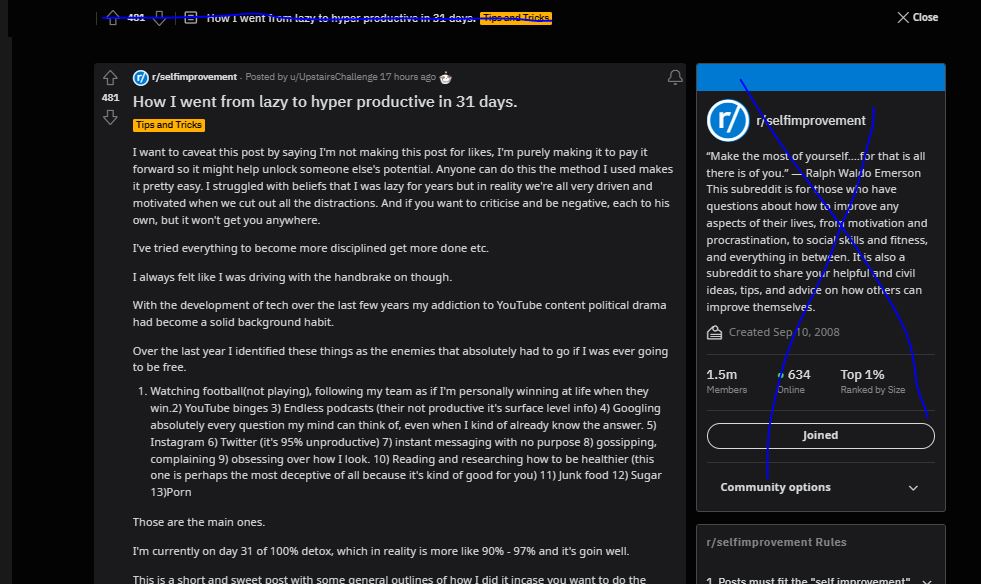 481 How I went from lazy to hyper productive in 31 days. Tips and Tricks Close
r/selfimprovement · Posted by u/UpstairsChallenge 17 hours ago
481
How I went from lazy to hyper productive in 31 days.
Tips and Tricks
I want to caveat this post by saying I'm not making this post for likes, I'm purely making it to pay it
forward so it might help unlock someone else's potential. Anyone can do this the method I used makes
it pretty easy. I struggled with beliefs that I was lazy for years but in reality we're all very driven and
motivated when we cut out all the distractions. And if you want to criticise and be negative, each to his
own, but it won't get you anywhere.
I've tried everything to become more disciplined get more done etc.
I always felt like I was driving with the handbrake on though.
With the development of tech over the last few years my addiction to YouTube content political drama
had become a solid background habit.
Over the last year I identified these things as the enemies that absolutely had to go if I was ever going
to be free.
1. Watching football(not playing), following my team as if I'm personally winning at life when they
win.2) YouTube binges 3) Endless podcasts (their not productive it's surface level info) 4) Googling
absolutely every question my mind can think of, even when I kind of already know the answer. 5)
Instagram 6) Twitter (it's 95% unproductive) 7) instant messaging with no purpose 8) gossipping,
complaining 9) obsessing over how I look. 10) Reading and researching how to be healthier (this
one is perhaps the most deceptive of all because it's kind of good for you) 11) Junk food 12) Sugar
13)Porn
Those are the main ones.
I'm currently on day 31 of 100% detox, which in reality is more like 90% - 97% and it's goin well.
This is a short and sweet post with some general outlines of how I did it incase you want to do the
r/ r/selfimprovement
“Make the most of yourself....for that is all
there is of you.” — Ralph Waldo Emerson
This subreddit is for those who have
questions about how to improve any
aspects of their lives, from motivation and
procrastination, to social skills and fitness,
and everything in between. It is also a
subreddit to share your helpful and civil
ideas, tips, and advice on how others can
improve themselves.
Created Sep 10, 2008
1.5m 634 Top 1%
Members Online Ranked by Size
Joined
Community options
r/selfimprovement Rules
1. Posts must fit the "self improvement"